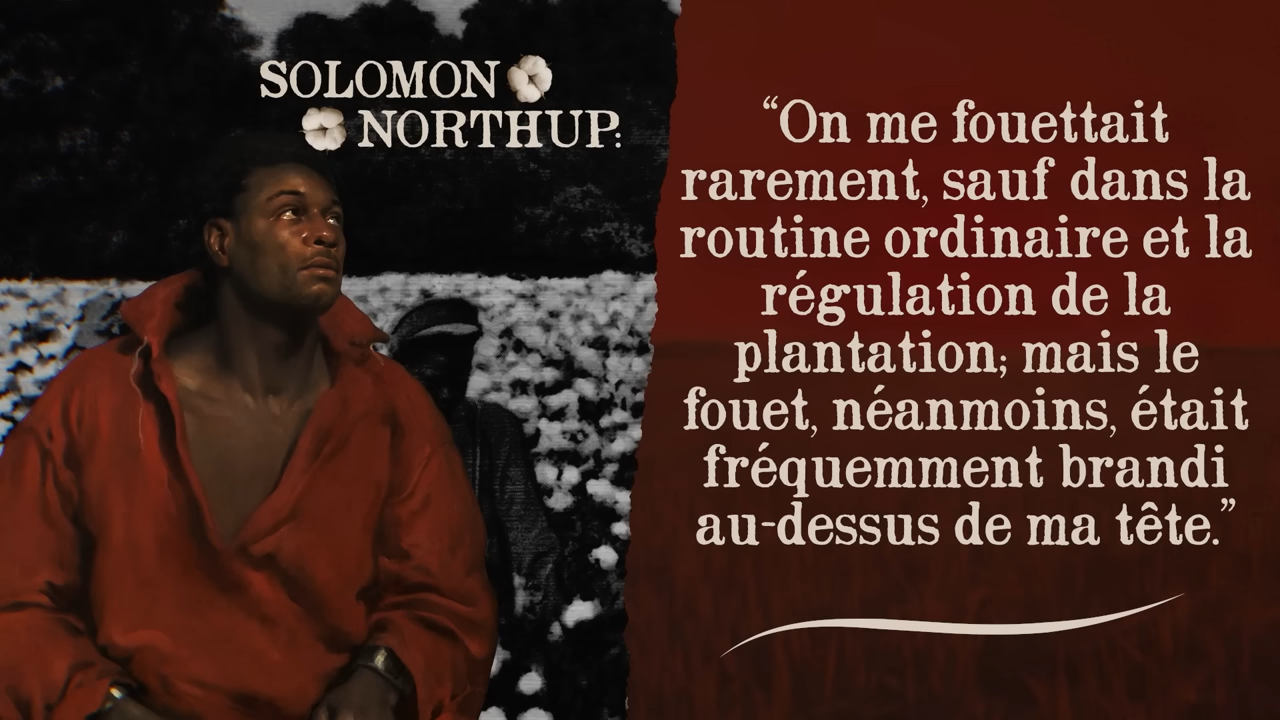 SOLOMON
NORTHUP:
“On me fouettait
rarement, sauf dans la
routine ordinaire et la
régulation de la
plantation; mais le
fouet, néanmoins, était
fréquemment brandi
au-dessus de ma tête.”